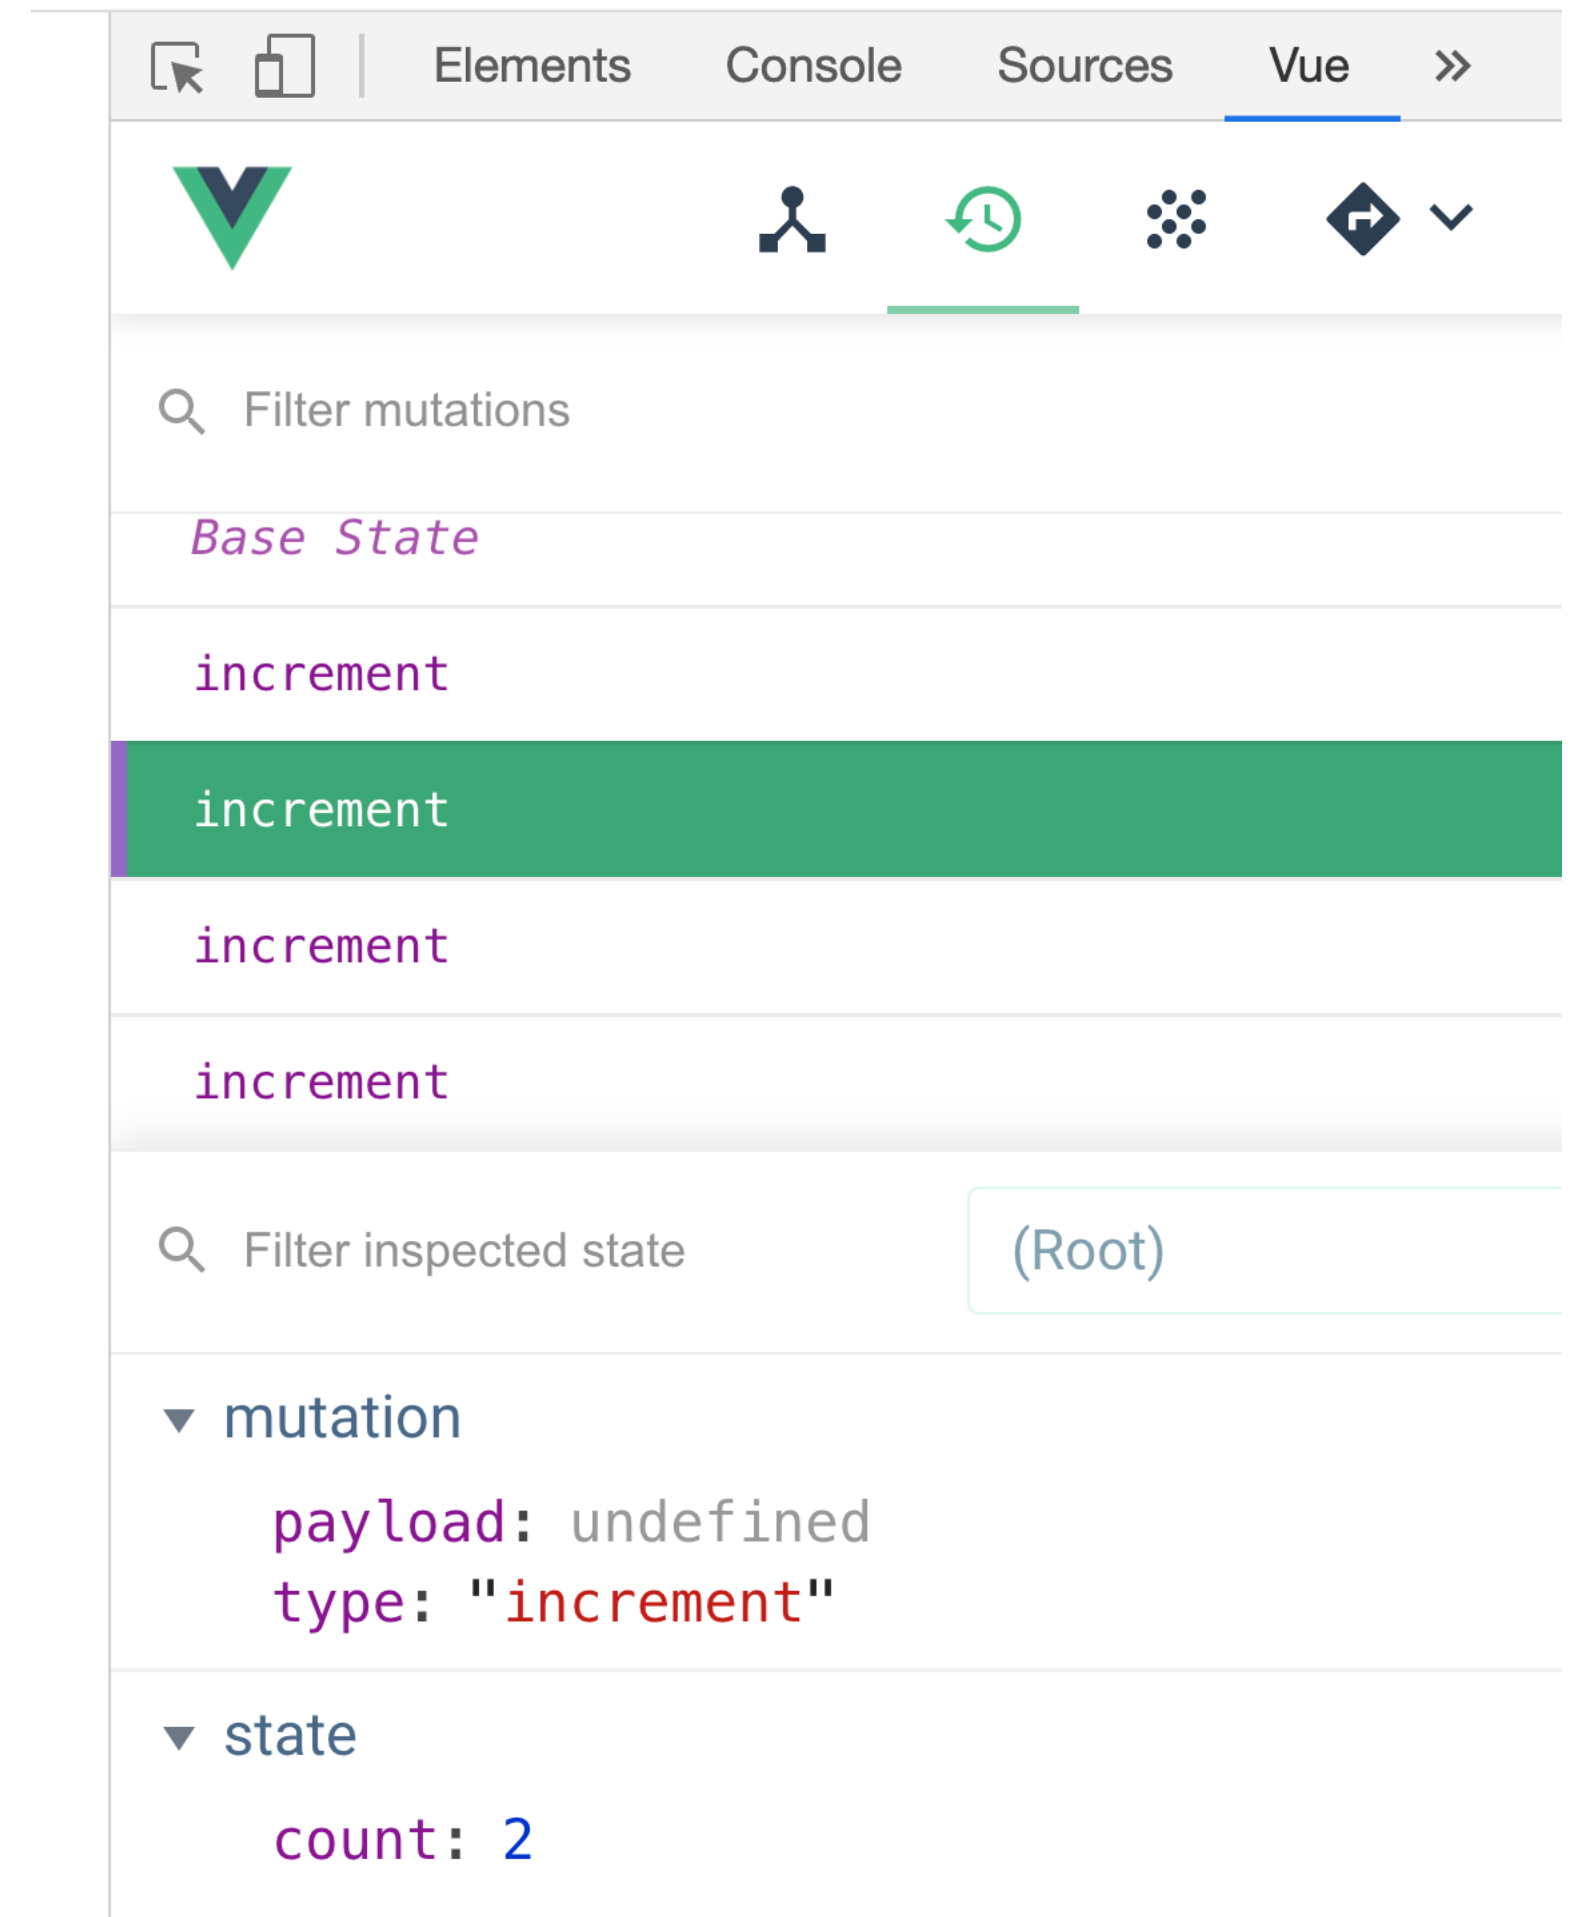 Elements Console Sources Vue »
Filter mutations
Base State
increment
increment
increment
increment
Filter inspected state (Root)
mutation
payload: undefined
type: "increment"
state
count: 2